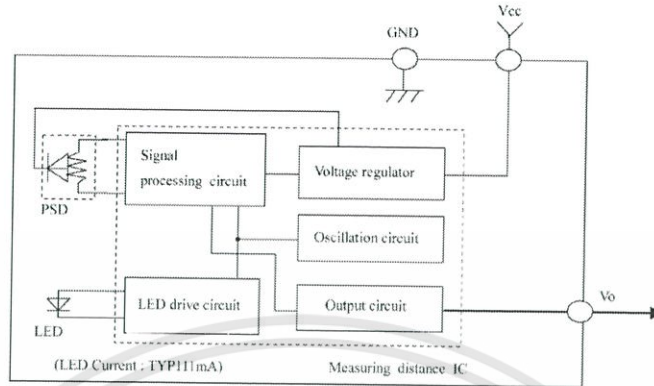 Vcc
GND
Signal
processing circuit
Voltage regulator
PSD
Oscillation circuit
LED drive circuit
Output circuit
Vo
LED
(LED Current : TYP111mA)
Measuring distance IC